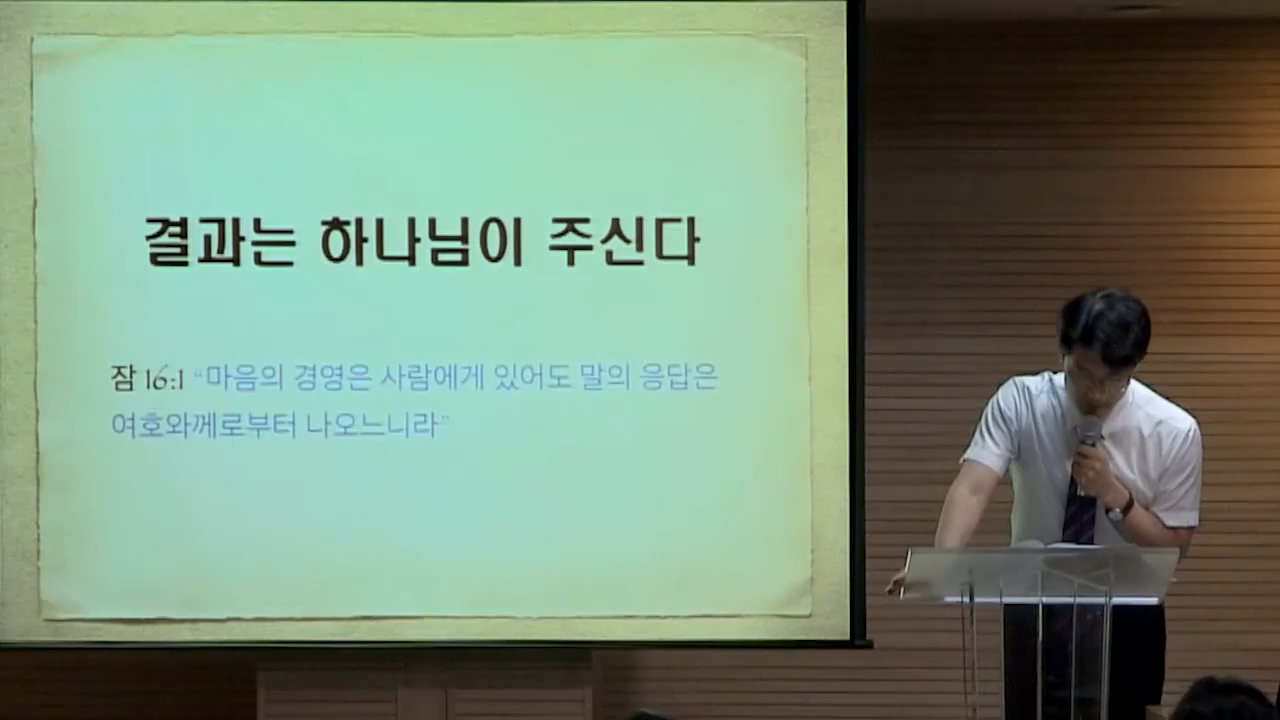 결과는 하나님이 주신다
잠 16:1 “마음의 경영은 사람에게 있어도 말의 응답은
여호와께로부터 나오느니라”